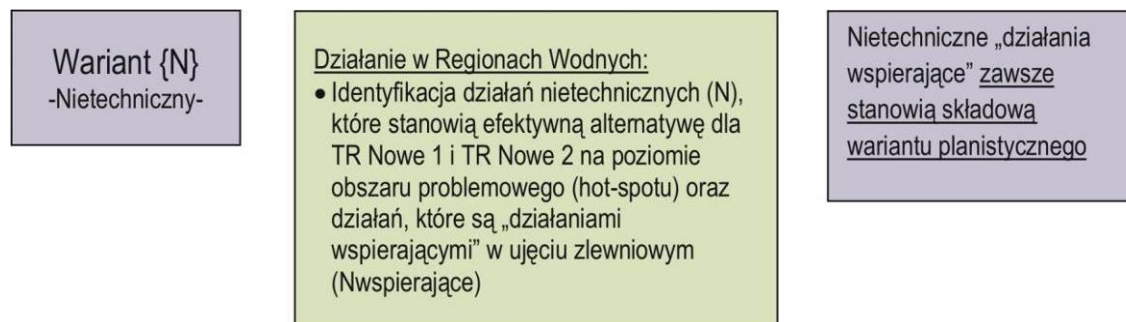 Wariant {N}
-Nietechniczny-
Działanie w Regionach Wodnych:
• Identyfikacja działań nietechnicznych (N),
które stanowią efektywną alternatywę dla
TR Nowe 1 i TR Nowe 2 na poziomie
obszaru problemowego (hot-spotu) oraz
działań, które są „działaniami
wspierającymi” w ujęciu zlewniowym
(Nwspierające)
Nietechniczne „działania
wspierające” zawsze
stanowią składową
wariantu planistycznego